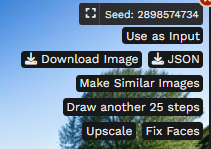 Seed: 2898574734
Use as Input
Download Image JSON
Make Similar Images
Draw another 25 steps
Upscale Fix Faces